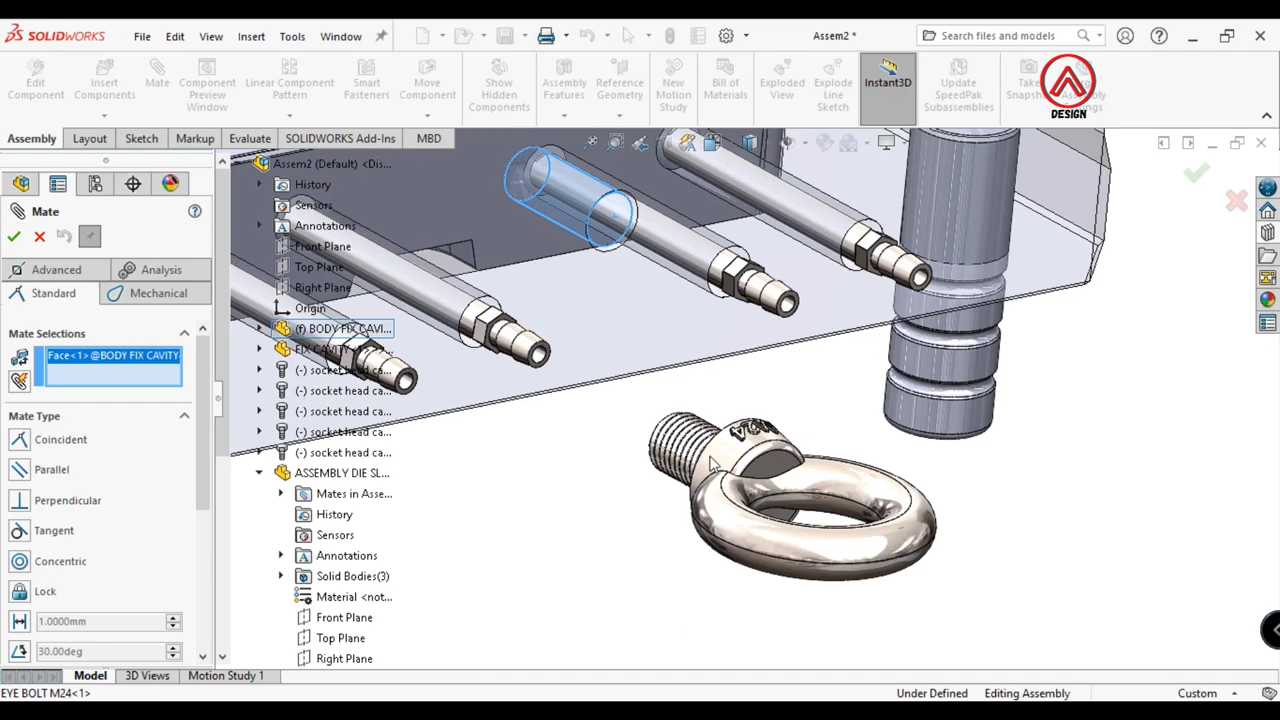 SOLIDWORKS
File
Edit
View
Insert
Tools
Window
Assem2 *
Search files and models
Edit
Component
Insert
Components
Mate
Component
Preview
Window
Linear Component
Pattern
Smart
Fasteners
Move
Component
Show
Hidden
Components
Assembly
Features
Reference
Geometry
New
Motion
Study
Bill of
Materials
Exploded
View
Explode
Line
Sketch
Instant3D
Update
SpeedPak
Subassemblies
DESIGN
Assembly
Layout
Sketch
Markup
Evaluate
SOLIDWORKS Add-Ins
MBD
Mate
Advanced
Analysis
Standard
Mechanical
Mate Selections
Face<1> @BODY FIX CAVITY
Mate Type
Coincident
Parallel
Perpendicular
Tangent
Concentric
Lock
1.0000mm
30.00deg
Assem2 (Default) <Dis...
History
Sensors
Annotations
Front Plane
Top Plane
Right Plane
Origin
(f) BODY FIX CAVI...
FIX CAVITY
(-) socket head ca...
(-) socket head ca...
(-) socket head ca...
(-) socket head ca...
(-) socket head ca...
ASSEMBLY DIE SL...
Mates in Asse...
History
Sensors
Annotations
Solid Bodies(3)
Material <not...
Front Plane
Top Plane
Right Plane
Model
3D Views
Motion Study 1
EYE BOLT M24<1>
Under Defined
Editing Assembly
Custom